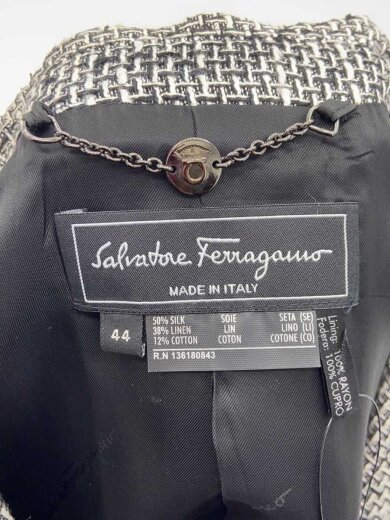 Salvatore Ferragamo
MADE IN ITALY
44
50% SILK SOIE SETA (SE)
38% LINEN LIN LINO (LI)
12% COTTON COTON COTONE (CO)
R.N 136180843
Lining: 100% RAYON
Fodera: 100% CUPRO